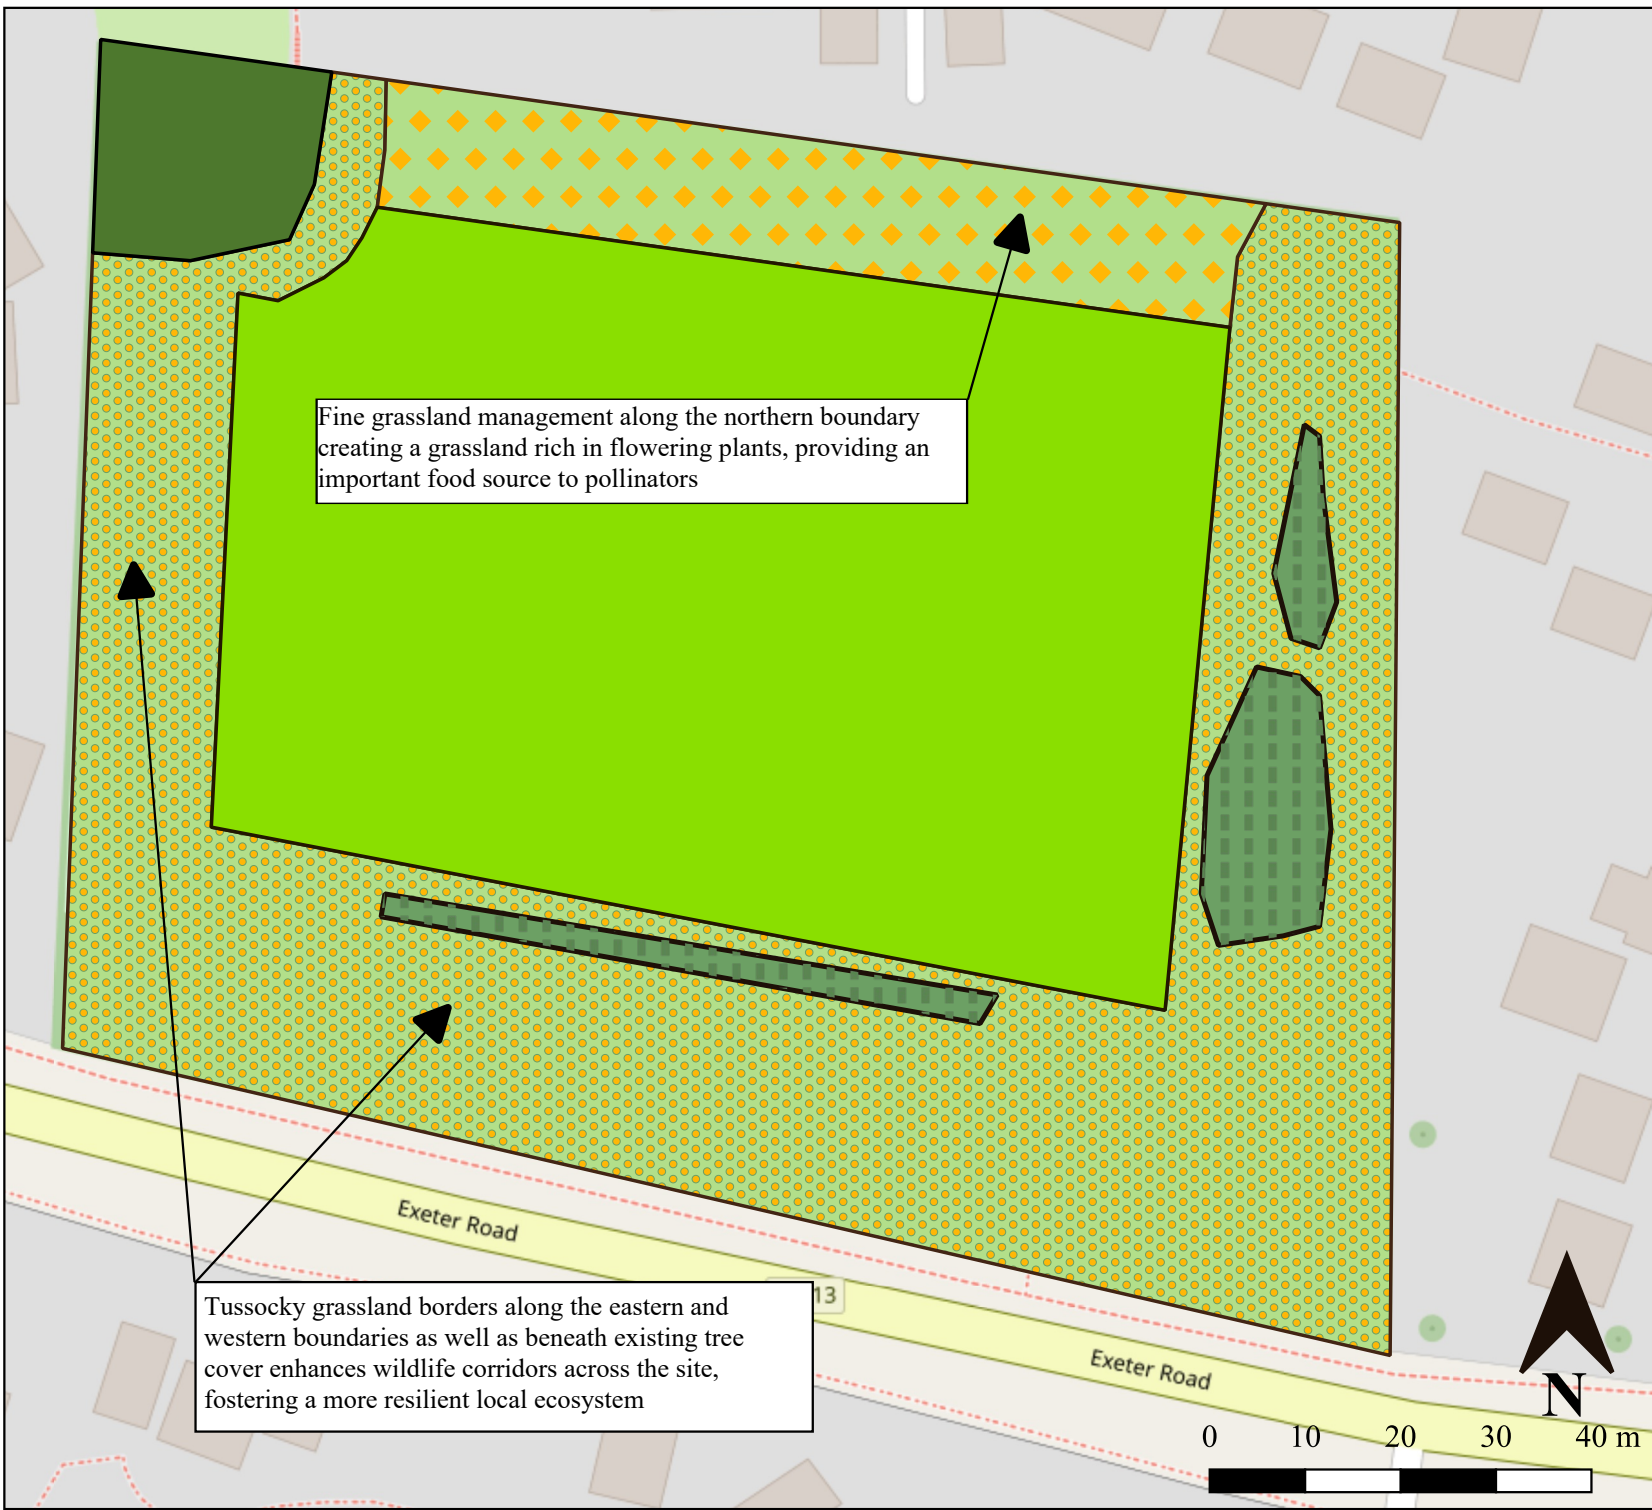 Fine grassland management along the northern boundary
creating a grassland rich in flowering plants, providing an
important food source to pollinators
Exeter Road
13
Tussocky grassland borders along the eastern and
western boundaries as well as beneath existing tree
cover enhances wildlife corridors across the site,
fostering a more resilient local ecosystem
Exeter Road
N
0 10 20 30 40 m